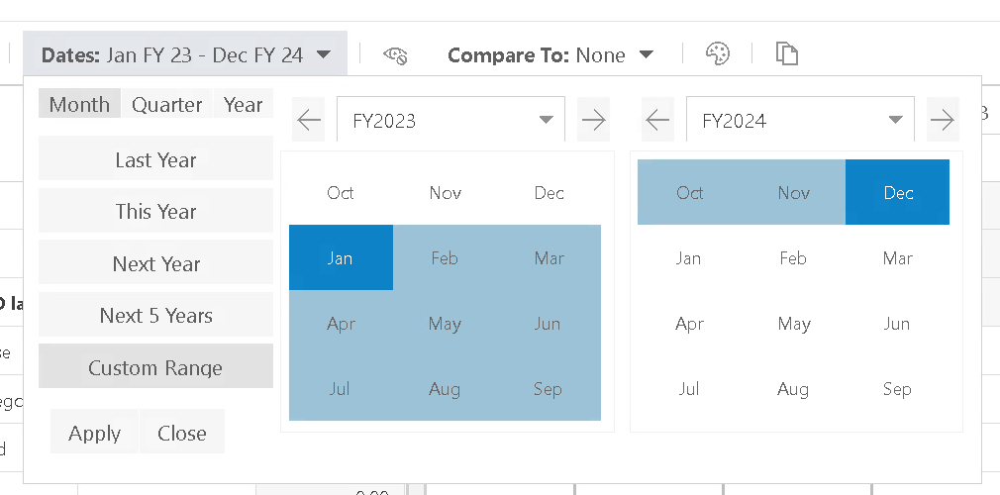 Dates: Jan FY 23 - Dec FY 24
Compare To: None
Month Quarter Year
FY2023
FY2024
3
Last Year
This Year
Next Year
Next 5 Years
Custom Range
Apply Close
Oct Nov Dec
Jan Feb Mar
Apr May Jun
Jul Aug Sep
Oct Nov Dec
Jan Feb Mar
Apr May Jun
Jul Aug Sep